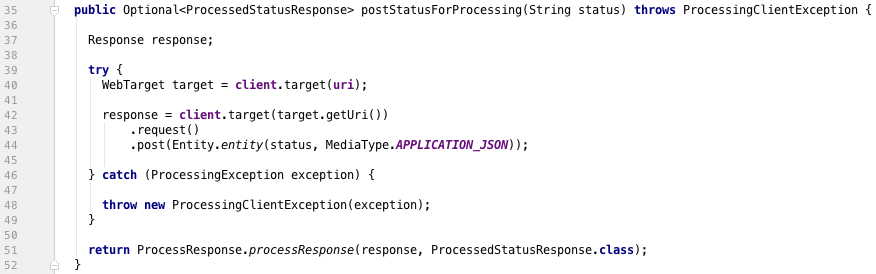 35 public Optional<ProcessedStatusResponse> postStatusForProcessing(String status) throws ProcessingClientException {
36
37   Response response;
38
39   try {
40     WebTarget target = client.target(uri);
41
42     response = client.target(target.getUri())
43         .request()
44         .post(Entity.entity(status, MediaType.APPLICATION_JSON));
45
46   } catch (ProcessingException exception) {
47
48     throw new ProcessingClientException(exception);
49   }
50
51   return ProcessResponse.processResponse(response, ProcessedStatusResponse.class);
52 }